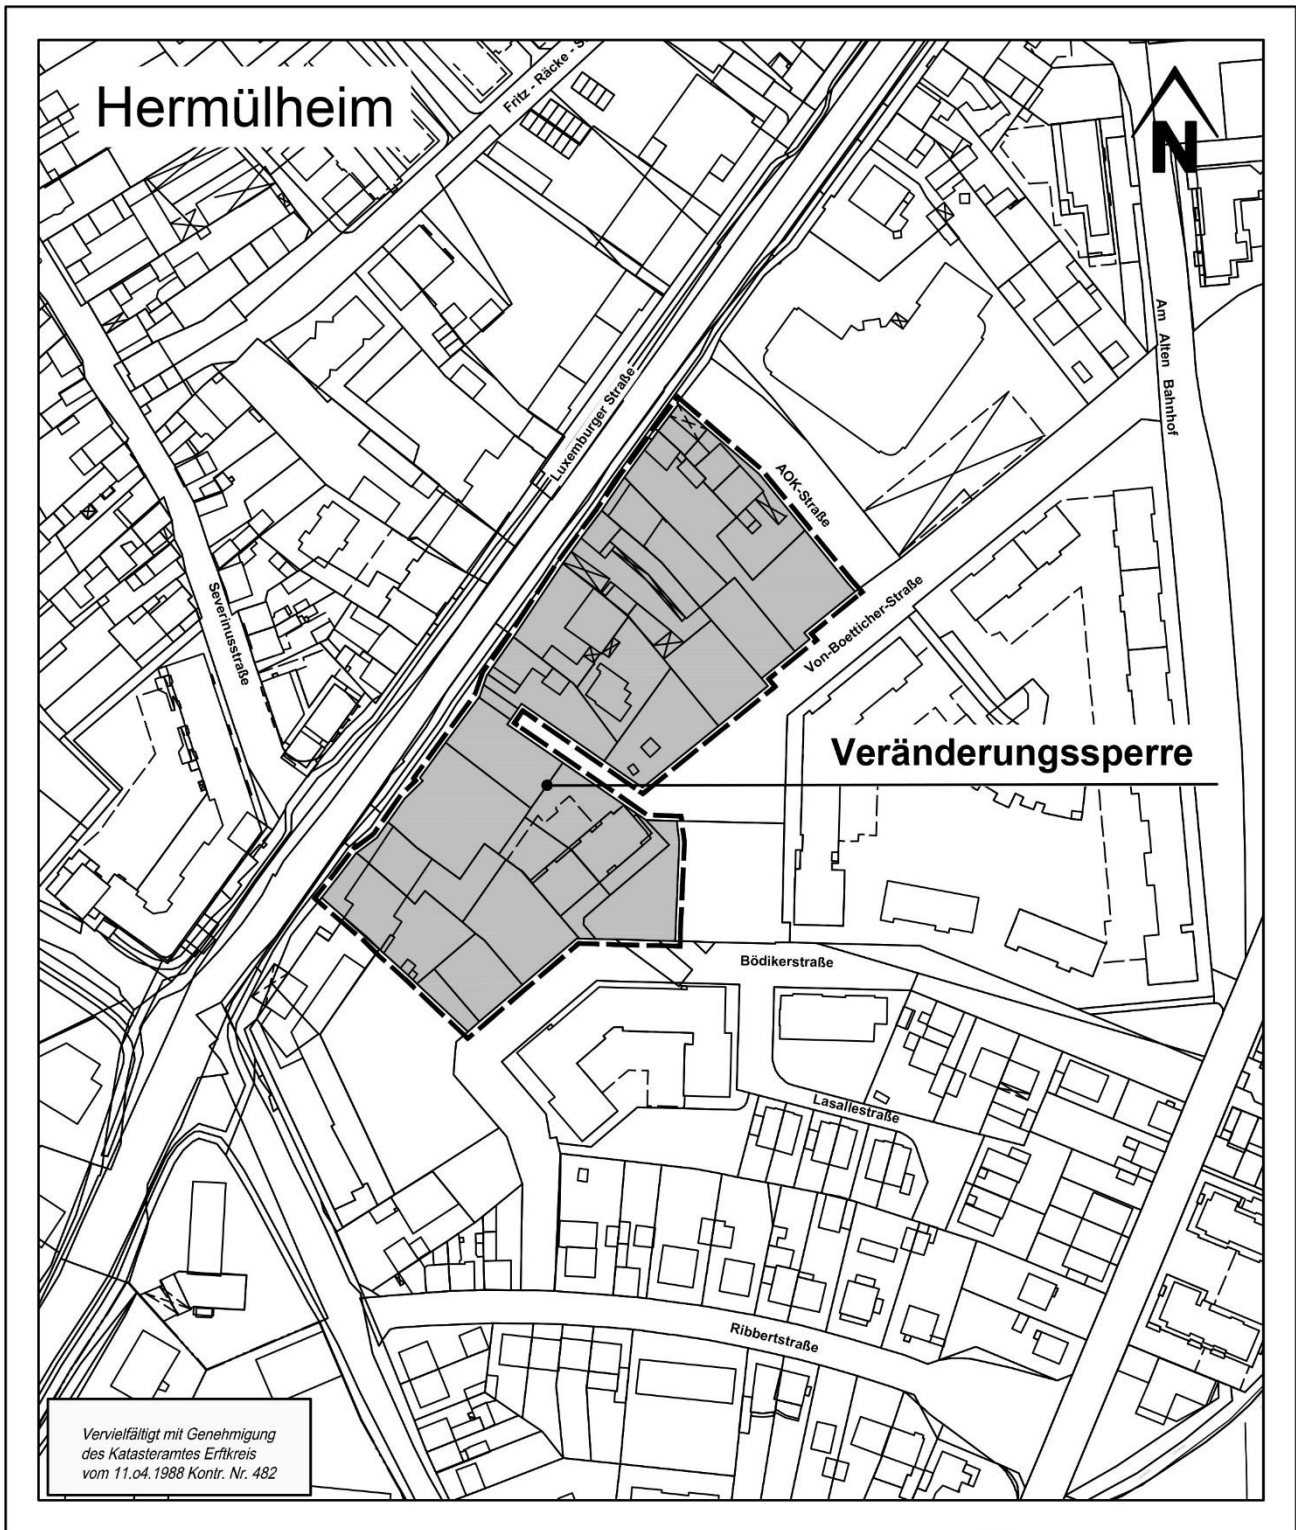 Hermülheim
Fritz - Räcke - S
N
Luxemburger Straße
Am Alten Bahnhof
AOK-Straße
Severinusstraße
Von-Boetticher-Straße
Veränderungssperre
Bödikerstraße
Lasallestraße
Ribbertstraße
Vervielfältigt mit Genehmigung
des Katasteramtes Erftkreis
vom 11.o4.1988 Kontr. Nr. 482